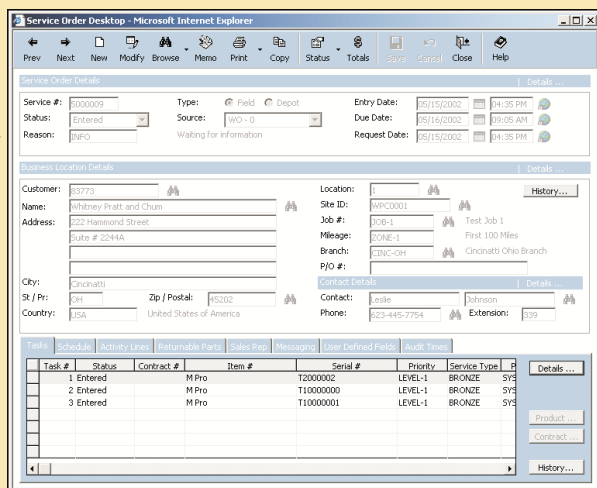 Service Order Desktop - Microsoft Internet Explorer
Prev Next New Modify Browse Memo Print Copy Status Totals Save Cancel Close Help
Service Order Details | Details ...
Service #: 5000009 Type: Field Depot Entry Date: 05/15/2002 04:35 PM
Status: Entered Source: WO - 0 Due Date: 05/16/2002 09:05 AM
Reason: INFO Waiting for information Request Date: 05/15/2002 04:35 PM
Business Location Details | Details ...
Customer: 83773 Location: 1 History...
Name: Whitney Pratt and Chum Site ID: WPC0001
Address: 222 Hammond Street Job #: JOB-1 Test Job 1
Suite # 2244A Mileage: ZONE-1 First 100 Miles
Branch: CINC-OH Cincinatti Ohio Branch
P/O #:
City: Cincinatti Contact Details | Details ...
St / Pr: OH Zip / Postal: 45202 Contact: Leslie Johnson
Country: USA United States of America Phone: 623-445-7754 Extension: 339
Tasks Schedule Activity Lines Returnable Parts Sales Rep Messaging User Defined Fields Audit Times
Task # Status Contract # Item # Serial # Priority Service Type P Details ...
1 Entered M Pro T2000002 LEVEL-1 BRONZE SYS
2 Entered M Pro T10000000 LEVEL-1 BRONZE SYS
3 Entered M Pro T10000001 LEVEL-1 BRONZE SYS
Product ...
Contract ...
History...